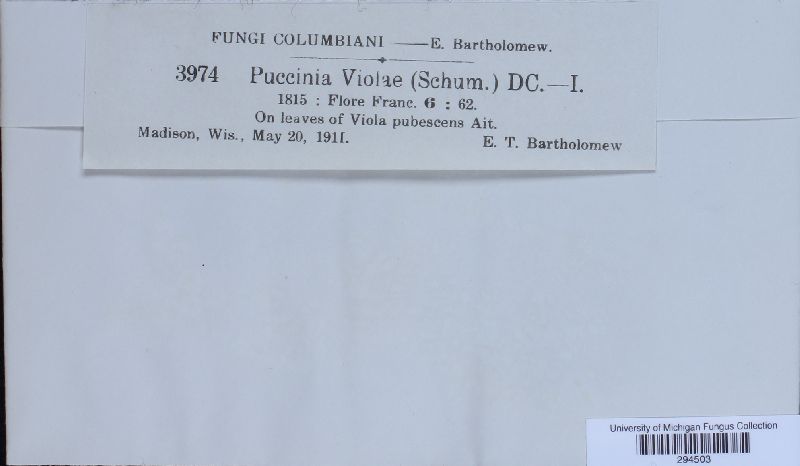 FUNGI COLUMBIANI — E. Bartholomew.
3974 Puccinia Violae (Schum.) DC.—I.
1815 : Flore Franc. 6 : 62.
On leaves of Viola pubescens Ait.
Madison, Wis., May 20, 1911. E. T. Bartholomew
University of Michigan Fungus Collection
294503